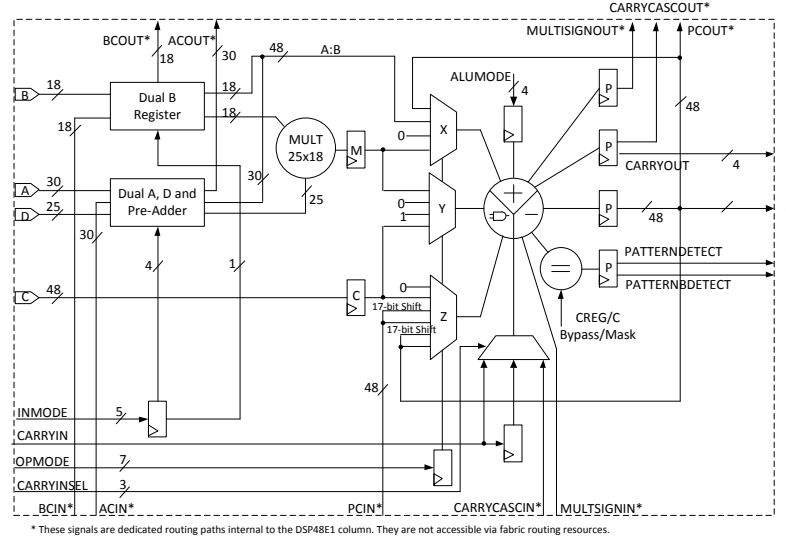 CARRYCASCOUT*
MULTISIGNOUT*
PCOUT*
BCOUT*
ACOUT*
18
30
48
A:B
ALUMODE
4
B
18
18
18
18
Dual B
Register
MULT
25x18
M
X
0
P
P
48
CARRYOUT
4
A
30
D
25
30
Dual A, D and
Pre-Adder
30
25
Y
0
1
P
48
4
1
PATTERNDETECT
PATTERNBDETECT
P
CREG/C
Bypass/Mask
C
48
C
0
17-bit Shift
17-bit Shift
Z
48
INMODE
5
CARRYIN
OPMODE
7
CARRYINSEL
3
BCIN*
ACIN*
PCIN*
CARRYCASCIN*
MULTSIGNIN*
* These signals are dedicated routing paths internal to the DSP48E1 column. They are not accessible via fabric routing resources.